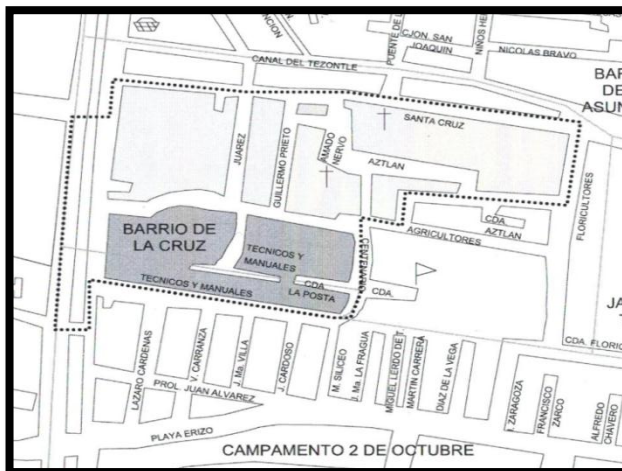 CJON. SAN
JOAQUIN
NICOLAS BRAVO
CANAL DEL TEZONTLE
PUENTE DE L
NIÑOS HE
BAR
DE
ASUN
SANTA CRUZ
JUAREZ
GUILLERMO PRIETO
AMADO
NERVO
AZTLAN
FLORICULTORES
CDA.
AZTLAN
AGRICULTORES
BARRIO DE
LA CRUZ
TECNICOS Y
MANUALES
CENTENARIO
TECNICOS Y MANUALES
CDA.
LA POSTA
CDA.
JA
CDA. FLORIC
LAZARO CARDENAS
V. CARRANZA
J. Ma. VILLA
J. CARDOSO
M. SILICEO
J. Ma. LA FRAGUA
MIGUEL LERDO DE T.
MARTIN CARRERA
DIAZ DE LA VEGA
I. ZARAGOZA
FRANCISCO
ZARCO
ALFREDO
CHAVERO
PROL. JUAN ALVAREZ
PLAYA ERIZO
CAMPAMENTO 2 DE OCTUBRE